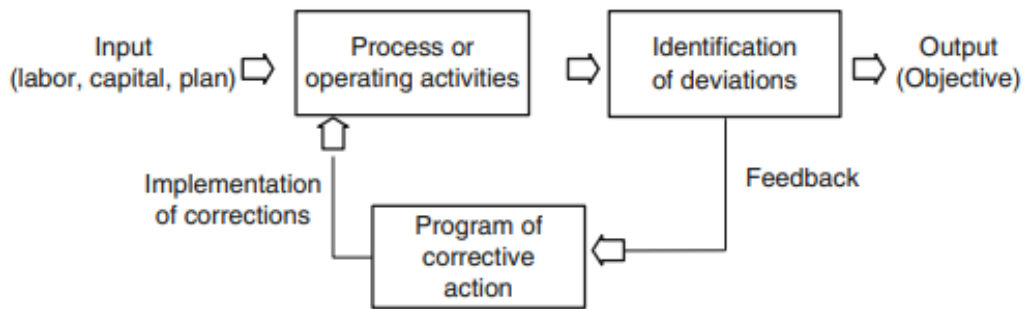 Input
(labor, capital, plan)
Process or
operating activities
Identification
of deviations
Output
(Objective)
Implementation
of corrections
Feedback
Program of
corrective
action